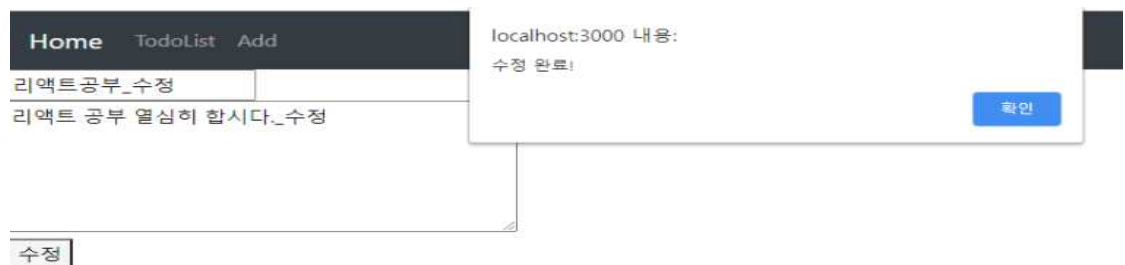 Home TodoList Add
localhost:3000 내용:
수정 완료!
확인
리액트공부_수정
리액트 공부 열심히 합시다._수정
수정